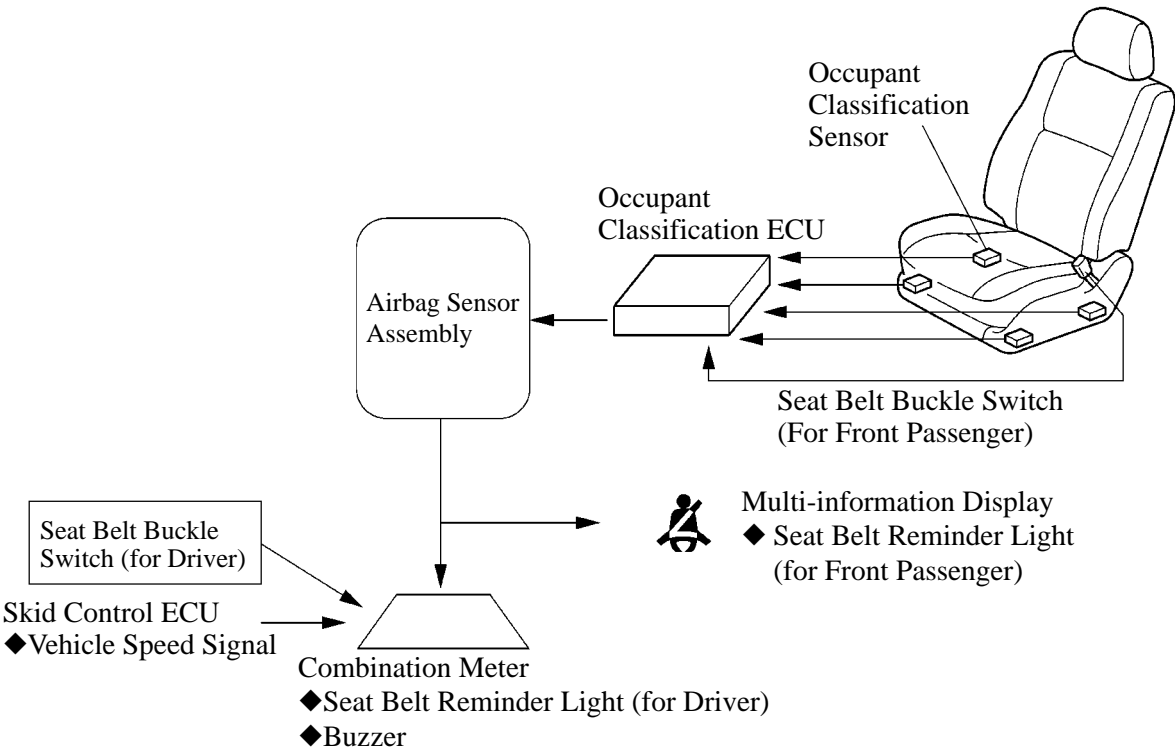 Occupant
Classification
Sensor
Occupant
Classification ECU
Airbag Sensor
Assembly
Seat Belt Buckle Switch
(For Front Passenger)
Multi-information Display
◆ Seat Belt Reminder Light
(for Front Passenger)
Seat Belt Buckle
Switch (for Driver)
Skid Control ECU
◆Vehicle Speed Signal
Combination Meter
◆Seat Belt Reminder Light (for Driver)
◆Buzzer